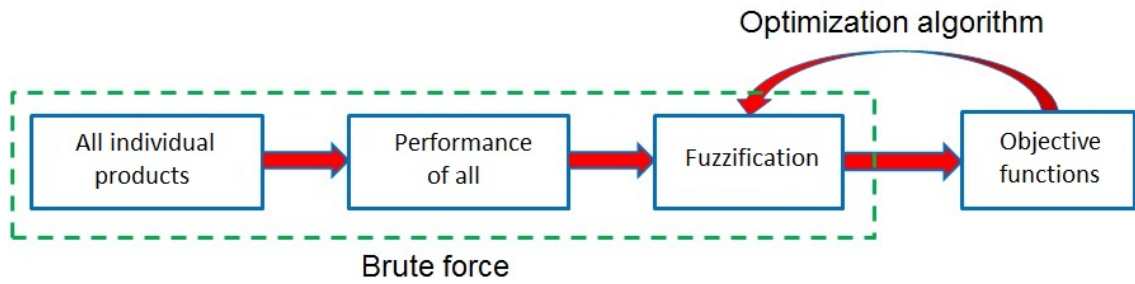 Optimization algorithm
All individual
products
Performance
of all
Fuzzification
Objective
functions
Brute force